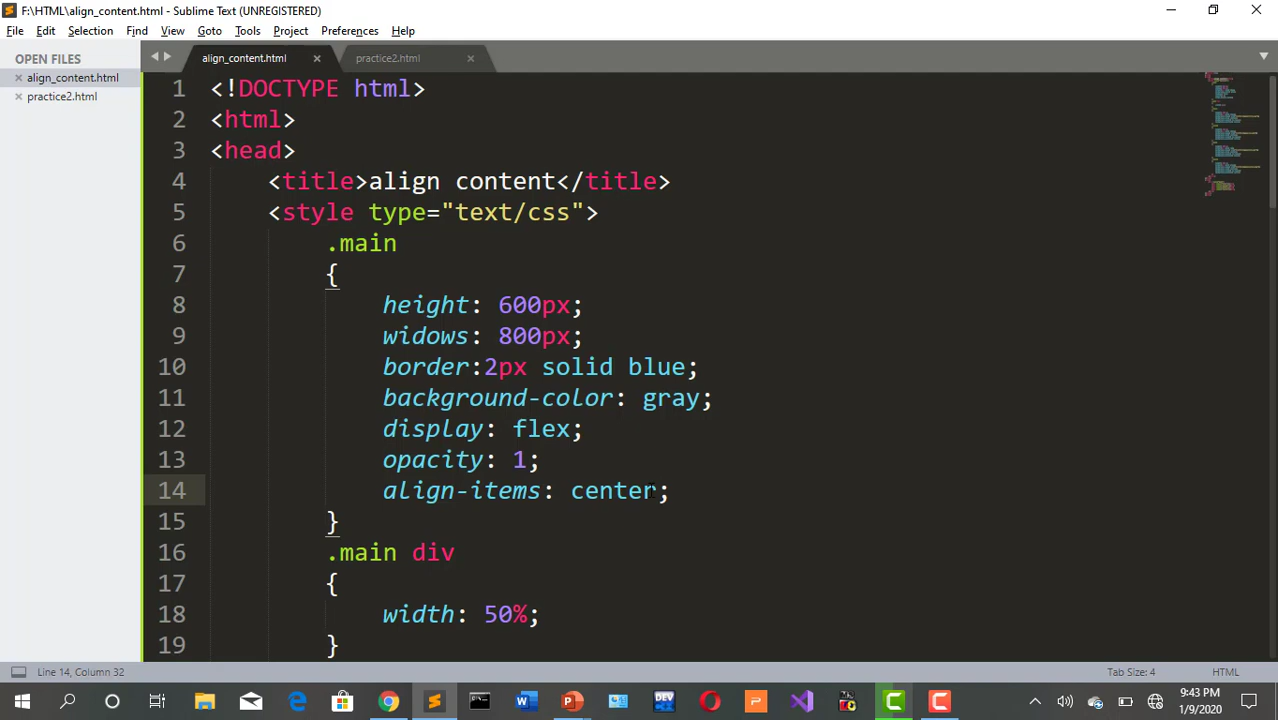 F:\HTML\align_content.html - Sublime Text (UNREGISTERED)
File Edit Selection Find View Goto Tools Project Preferences Help
OPEN FILES
align_content.html
practice2.html
align_content.html practice2.html
1 <!DOCTYPE html>
2 <html>
3 <head>
4 <title>align content</title>
5 <style type="text/css">
6 .main
7 {
8 height: 600px;
9 widows: 800px;
10 border:2px solid blue;
11 background-color: gray;
12 display: flex;
13 opacity: 1;
14 align-items: center;
15 }
16 .main div
17 {
18 width: 50%;
19 }
Line 14, Column 32 Tab Size: 4 HTML
9:43 PM
1/9/2020